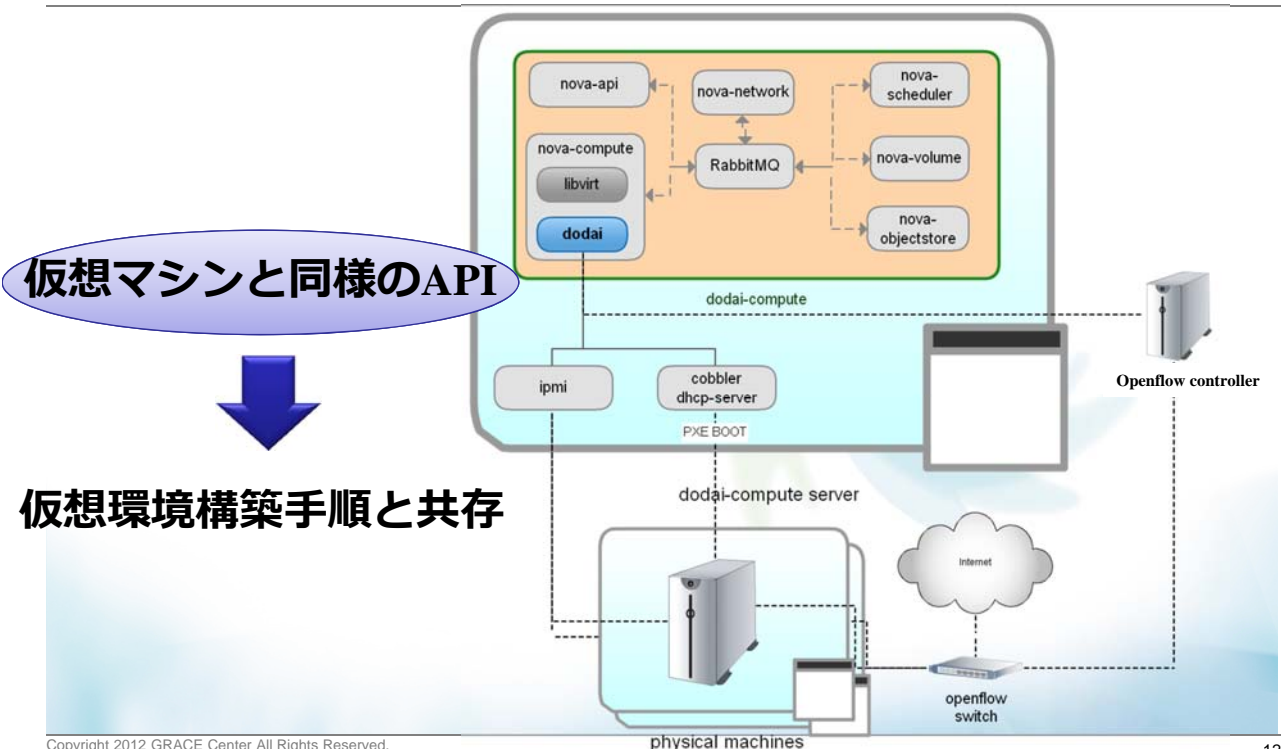 nova-api
nova-network
nova-
scheduler
nova-compute
libvirt
dodai
RabbitMQ
nova-volume
nova-
objectstore
仮想マシンと同様のAPI
dodai-compute
Openflow controller
ipmi
cobbler
dhcp-server
PXE BOOT
仮想環境構築手順と共存
dodai-compute server
Internet
openflow
switch
physical machines
Copyright 2012 GRACE Center All Rights Reserved.